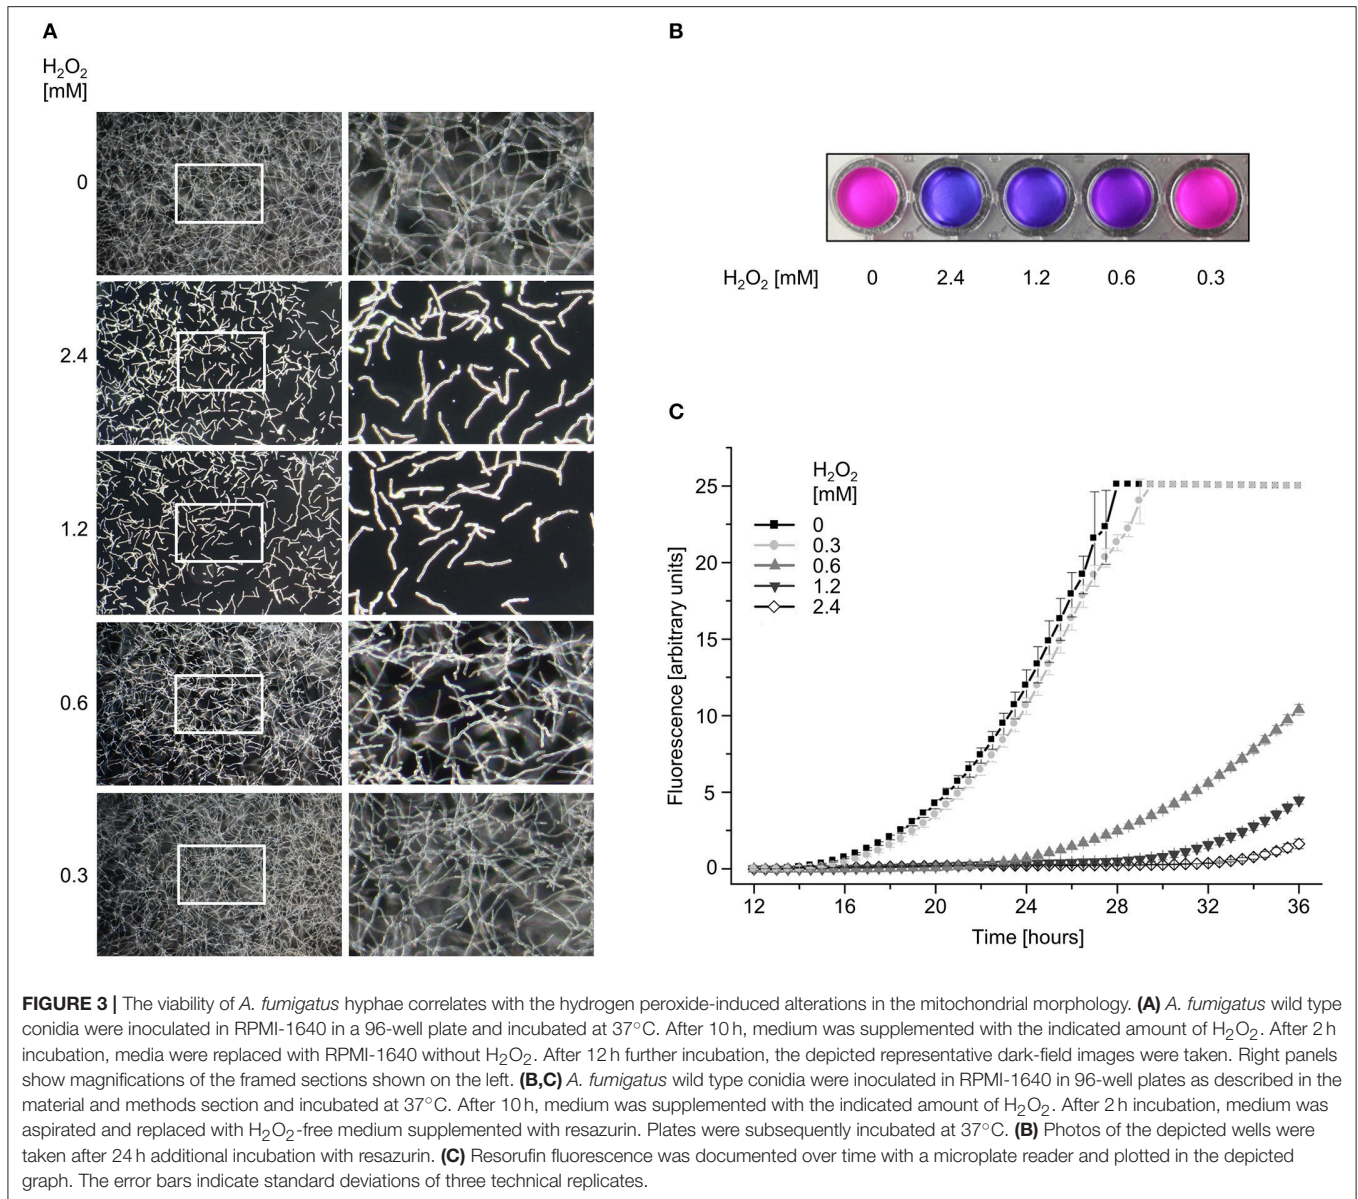 A
H₂O₂
[mM]
0
2.4
1.2
0.6
0.3
B
H₂O₂ [mM] 0 2.4 1.2 0.6 0.3
C
H₂O₂
[mM]
0
0.3
0.6
1.2
2.4
Fluorescence [arbitrary units]
25
20
15
10
5
0
12 16 20 24 28 32 36
Time [hours]
FIGURE 3 | The viability of A. fumigatus hyphae correlates with the hydrogen peroxide-induced alterations in the mitochondrial morphology. (A) A. fumigatus wild type
conidia were inoculated in RPMI-1640 in a 96-well plate and incubated at 37°C. After 10 h, medium was supplemented with the indicated amount of H₂O₂. After 2 h
incubation, media were replaced with RPMI-1640 without H₂O₂. After 12 h further incubation, the depicted representative dark-field images were taken. Right panels
show magnifications of the framed sections shown on the left. (B,C) A. fumigatus wild type conidia were inoculated in RPMI-1640 in 96-well plates as described in the
material and methods section and incubated at 37°C. After 10 h, medium was supplemented with the indicated amount of H₂O₂. After 2 h incubation, medium was
aspirated and replaced with H₂O₂-free medium supplemented with resazurin. Plates were subsequently incubated at 37°C. (B) Photos of the depicted wells were
taken after 24 h additional incubation with resazurin. (C) Resorufin fluorescence was documented over time with a microplate reader and plotted in the depicted
graph. The error bars indicate standard deviations of three technical replicates.